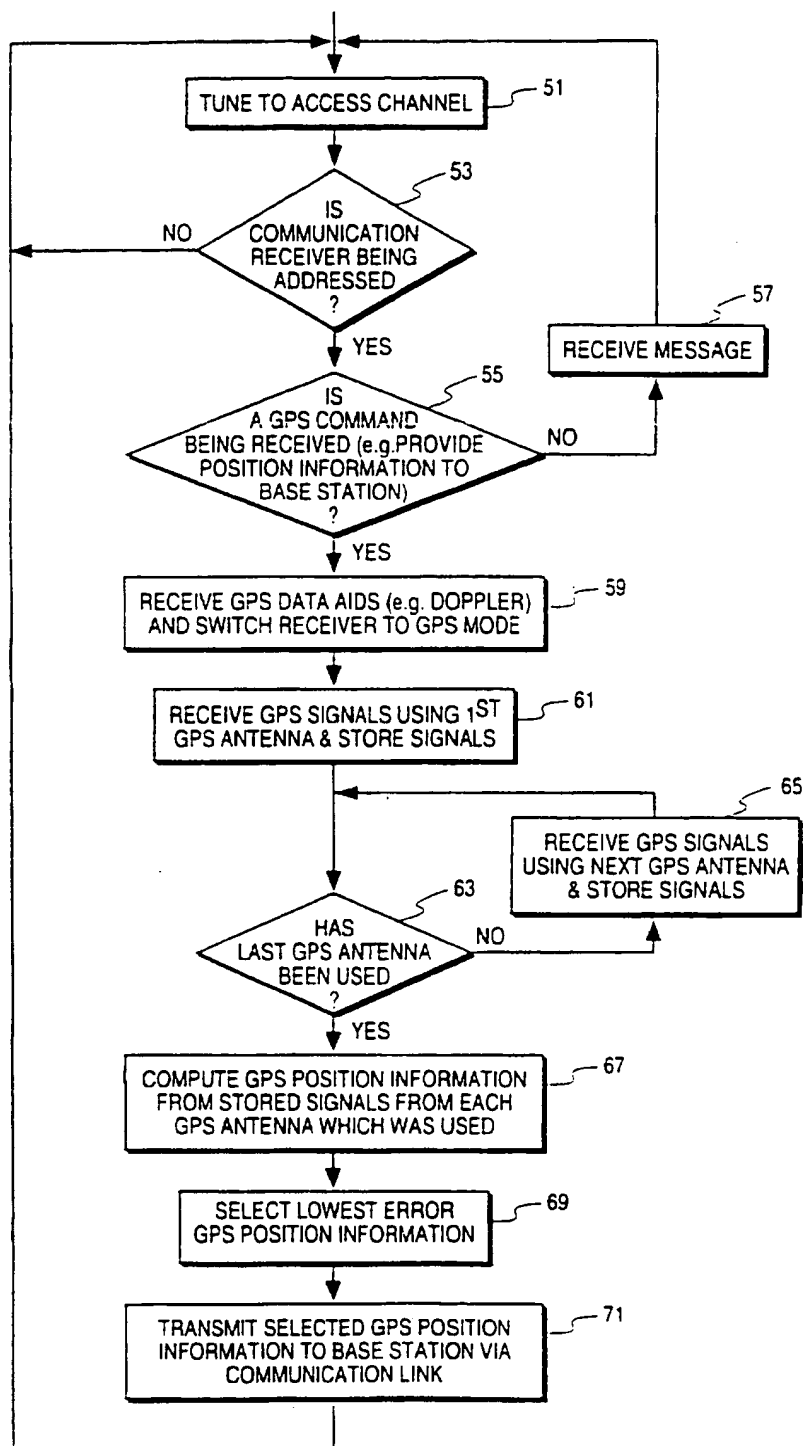 TUNE TO ACCESS CHANNEL
51
53
IS
COMMUNICATION
RECEIVER BEING
ADDRESSED
?
NO
YES
57
RECEIVE MESSAGE
55
IS
A GPS COMMAND
BEING RECEIVED (e.g.PROVIDE
POSITION INFORMATION TO
BASE STATION)
?
NO
YES
RECEIVE GPS DATA AIDS (e.g. DOPPLER)
AND SWITCH RECEIVER TO GPS MODE
59
RECEIVE GPS SIGNALS USING 1ST
GPS ANTENNA & STORE SIGNALS
61
65
RECEIVE GPS SIGNALS
USING NEXT GPS ANTENNA
& STORE SIGNALS
63
HAS
LAST GPS ANTENNA
BEEN USED
?
NO
YES
COMPUTE GPS POSITION INFORMATION
FROM STORED SIGNALS FROM EACH
GPS ANTENNA WHICH WAS USED
67
SELECT LOWEST ERROR
GPS POSITION INFORMATION
69
TRANSMIT SELECTED GPS POSITION
INFORMATION TO BASE STATION VIA
COMMUNICATION LINK
71